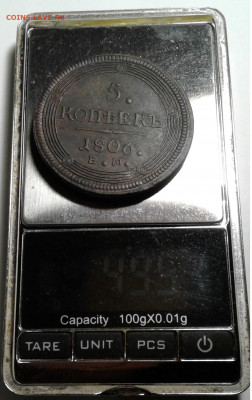 COINS.LAVE.RU
5.
КОПѢЕКЪ
1806.
Е. М.
Capacity 100gX0.01g
TARE UNIT PCS